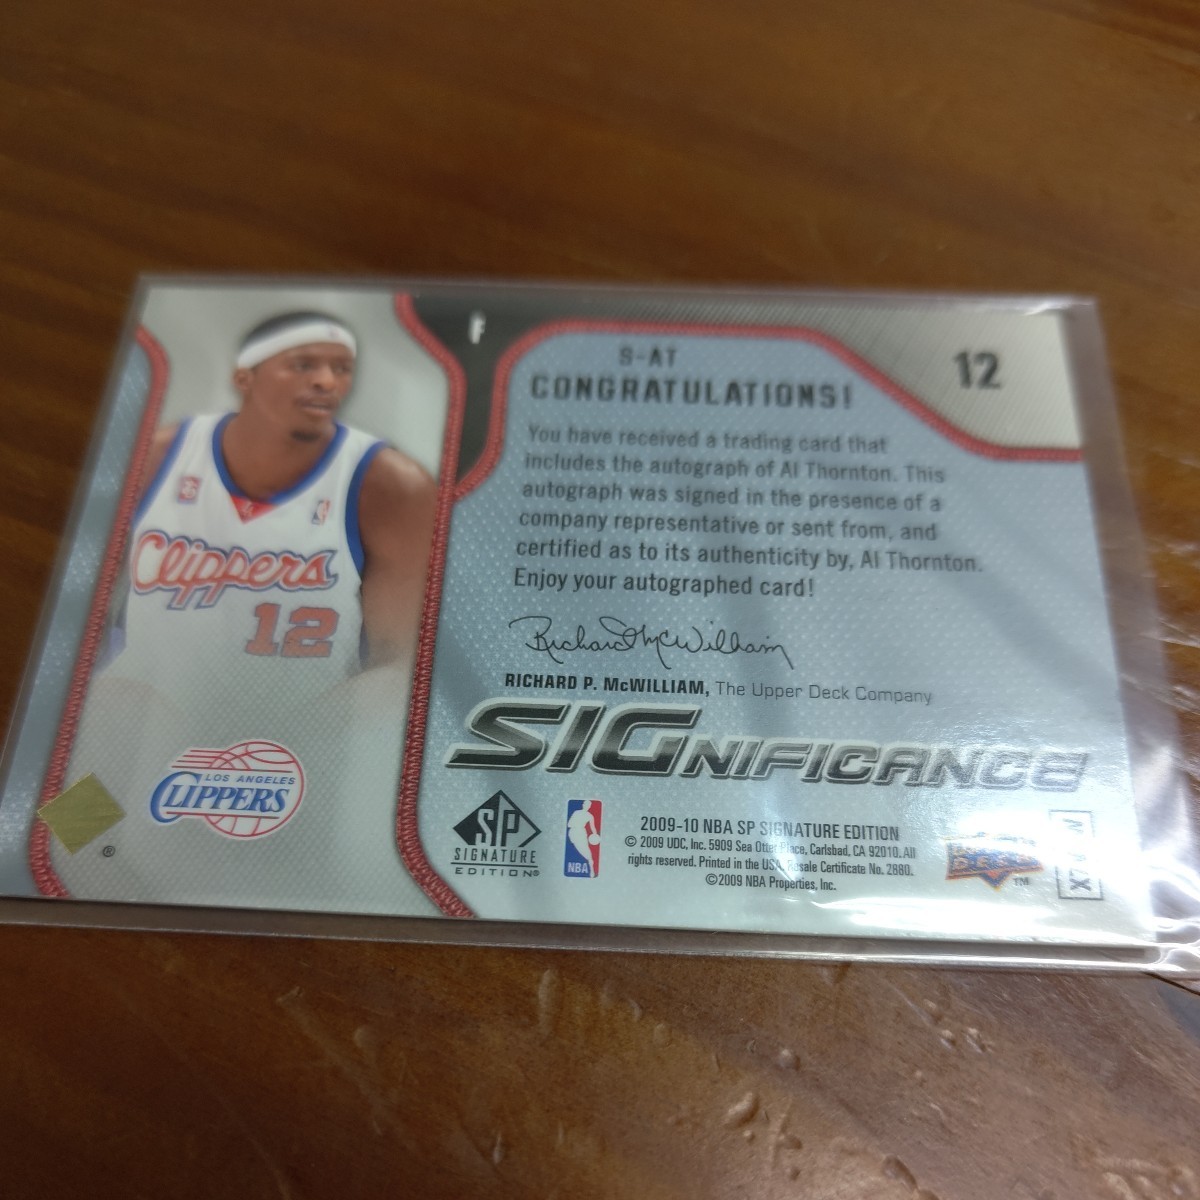 F
12
S-AT
CONGRATULATIONS!
You have received a trading card that
includes the autograph of Al Thornton. This
autograph was signed in the presence of a
company representative or sent from, and
certified as to its authenticity by, Al Thornton.
Enjoy your autographed card!
Richard P McWilliam
RICHARD P. McWILLIAM, The Upper Deck Company
SIGNIFICANCE
Clippers
12
LOS ANGELES
CLIPPERS
®
SP
SIGNATURE
EDITION®
NBA
2009-10 NBA SP SIGNATURE EDITION
© 2009 UDC, Inc. 5909 Sea Otter Place, Carlsbad, CA 92010. All
rights reserved. Printed in the USA. Resale Certificate No. 2880.
©2009 NBA Properties, Inc.
DECK
TM